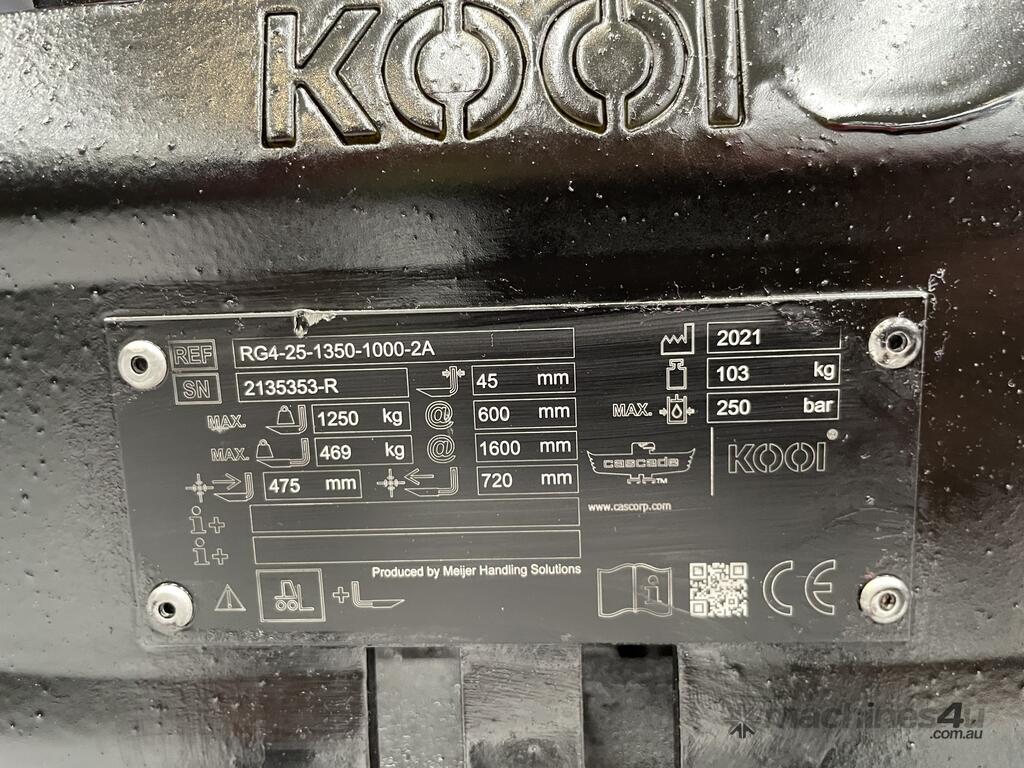 KOOI
REF RG4-25-1350-1000-2A
SN 2135353-R
45 mm
MAX. 1250 kg @ 600 mm
MAX. 469 kg @ 1600 mm
475 mm 720 mm
i+
i+
Produced by Meijer Handling Solutions
2021
103 kg
MAX. 250 bar
cascade™
KOOI®
www.cascorp.com
i
CE
machines4u
.com.au